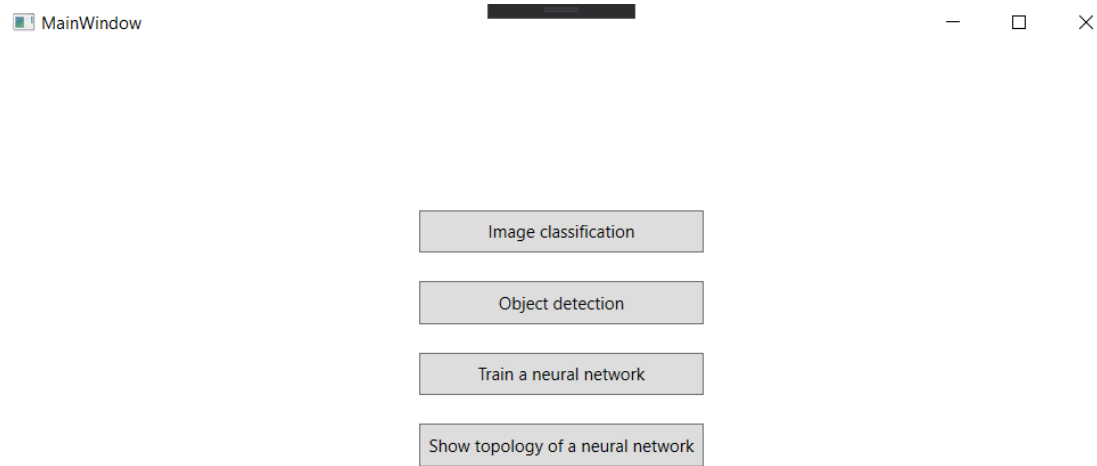 MainWindow
Image classification
Object detection
Train a neural network
Show topology of a neural network